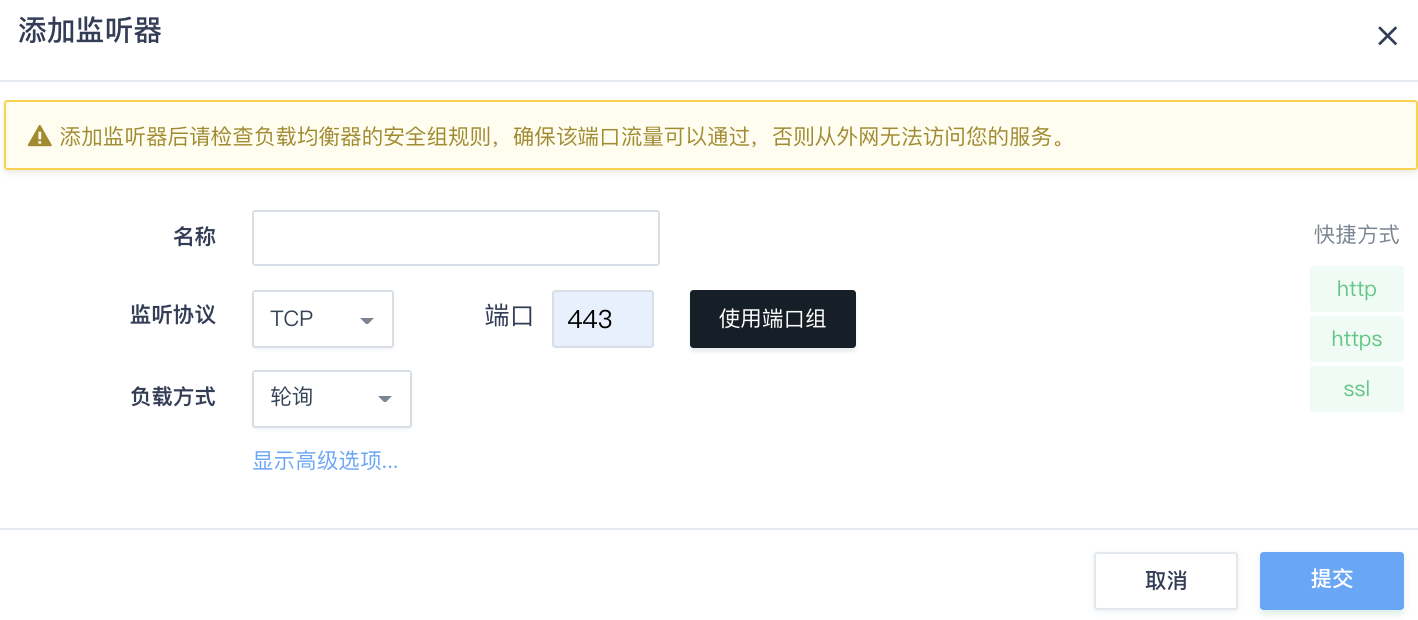 添加监听器
添加监听器后请检查负载均衡器的安全组规则，确保该端口流量可以通过，否则从外网无法访问您的服务。
名称
快捷方式
http
监听协议 TCP 端口 443 使用端口组
https
ssl
负载方式 轮询
显示高级选项...
取消 提交